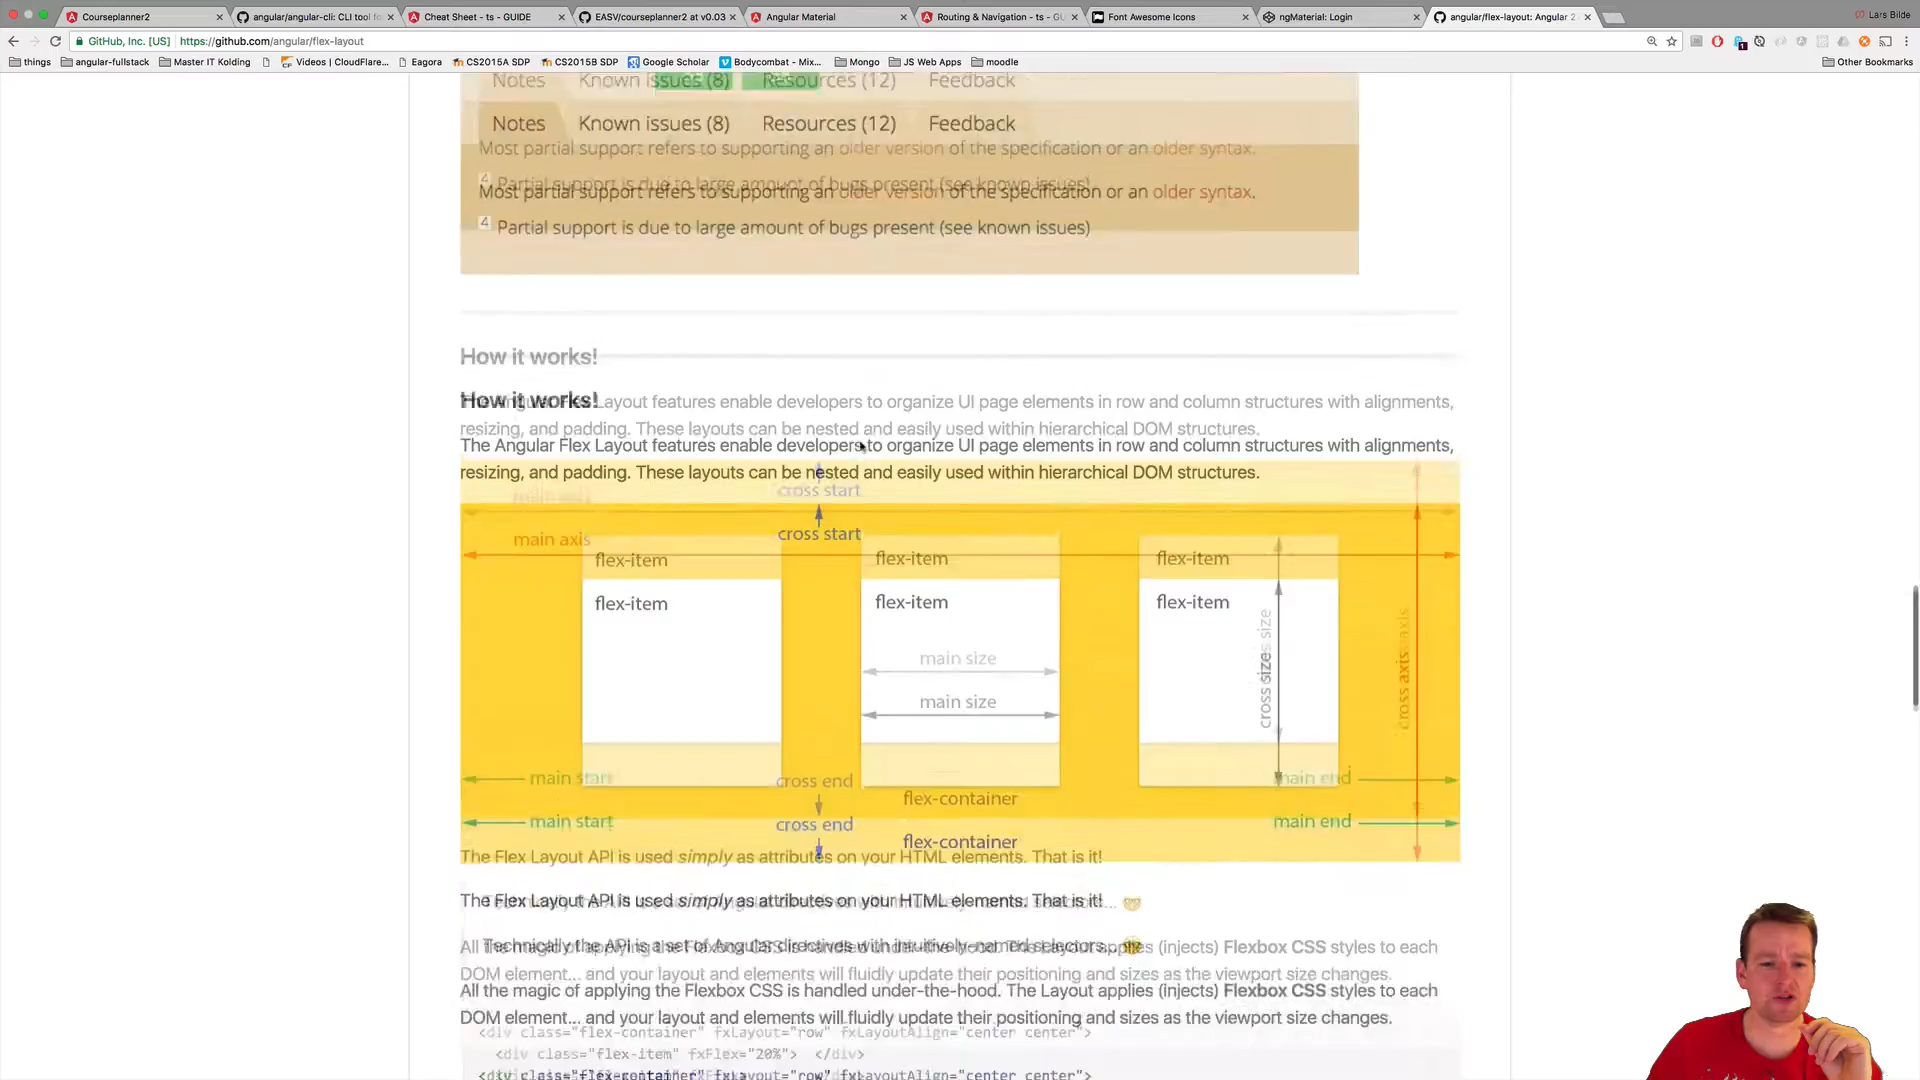 Courseplanner2
angular/angular-cli: CLI tool fo
Cheat Sheet - ts - GUIDE
EASV/courseplanner2 at v0.03
Angular Material
Routing & Navigation - ts - GU
Font Awesome Icons
ngMaterial: Login
angular/flex-layout: Angular 2
Lars Bilde
GitHub, Inc. [US] https://github.com/angular/flex-layout
things angular-fullstack Master IT Kolding Videos | CloudFlare... Eagora CS2015A SDP CS2015B SDP Google Scholar Bodycombat - Mix... Mongo JS Web Apps moodle Other Bookmarks
Notes Known issues (8) Resources (12) Feedback
Notes Known issues (8) Resources (12) Feedback
Most partial support refers to supporting an older version of the specification or an older syntax.
4 Partial support is due to large amount of bugs present (see known issues)
Most partial support refers to supporting an older version of the specification or an older syntax.
4 Partial support is due to large amount of bugs present (see known issues)
How it works!
How it works!
The Angular Flex Layout features enable developers to organize UI page elements in row and column structures with alignments,
resizing, and padding. These layouts can be nested and easily used within hierarchical DOM structures.
The Angular Flex Layout features enable developers to organize UI page elements in row and column structures with alignments,
resizing, and padding. These layouts can be nested and easily used within hierarchical DOM structures.
cross start
cross start
main axis
flex-item flex-item flex-item
flex-item flex-item flex-item
main size
main size
cross size
cross axis
main start cross end main end
flex-container
main start cross end main end
flex-container
The Flex Layout API is used simply as attributes on your HTML elements. That is it!
The Flex Layout API is used simply as attributes on your HTML elements. That is it!
Technically the API is a set of Angular directives with intuitively-named selectors...
All the magic of applying the Flexbox CSS is handled under-the-hood. The Layout applies (injects) Flexbox CSS styles to each
DOM element... and your layout and elements will fluidly update their positioning and sizes as the viewport size changes.
All the magic of applying the Flexbox CSS is handled under-the-hood. The Layout applies (injects) Flexbox CSS styles to each
DOM element... and your layout and elements will fluidly update their positioning and sizes as the viewport size changes.
<div class="flex-container" fxLayout="row" fxLayoutAlign="center center">
<div class="flex-item" fxFlex="20%"> </div>
<div class="flex-container" fxLayout="row" fxLayoutAlign="center center">